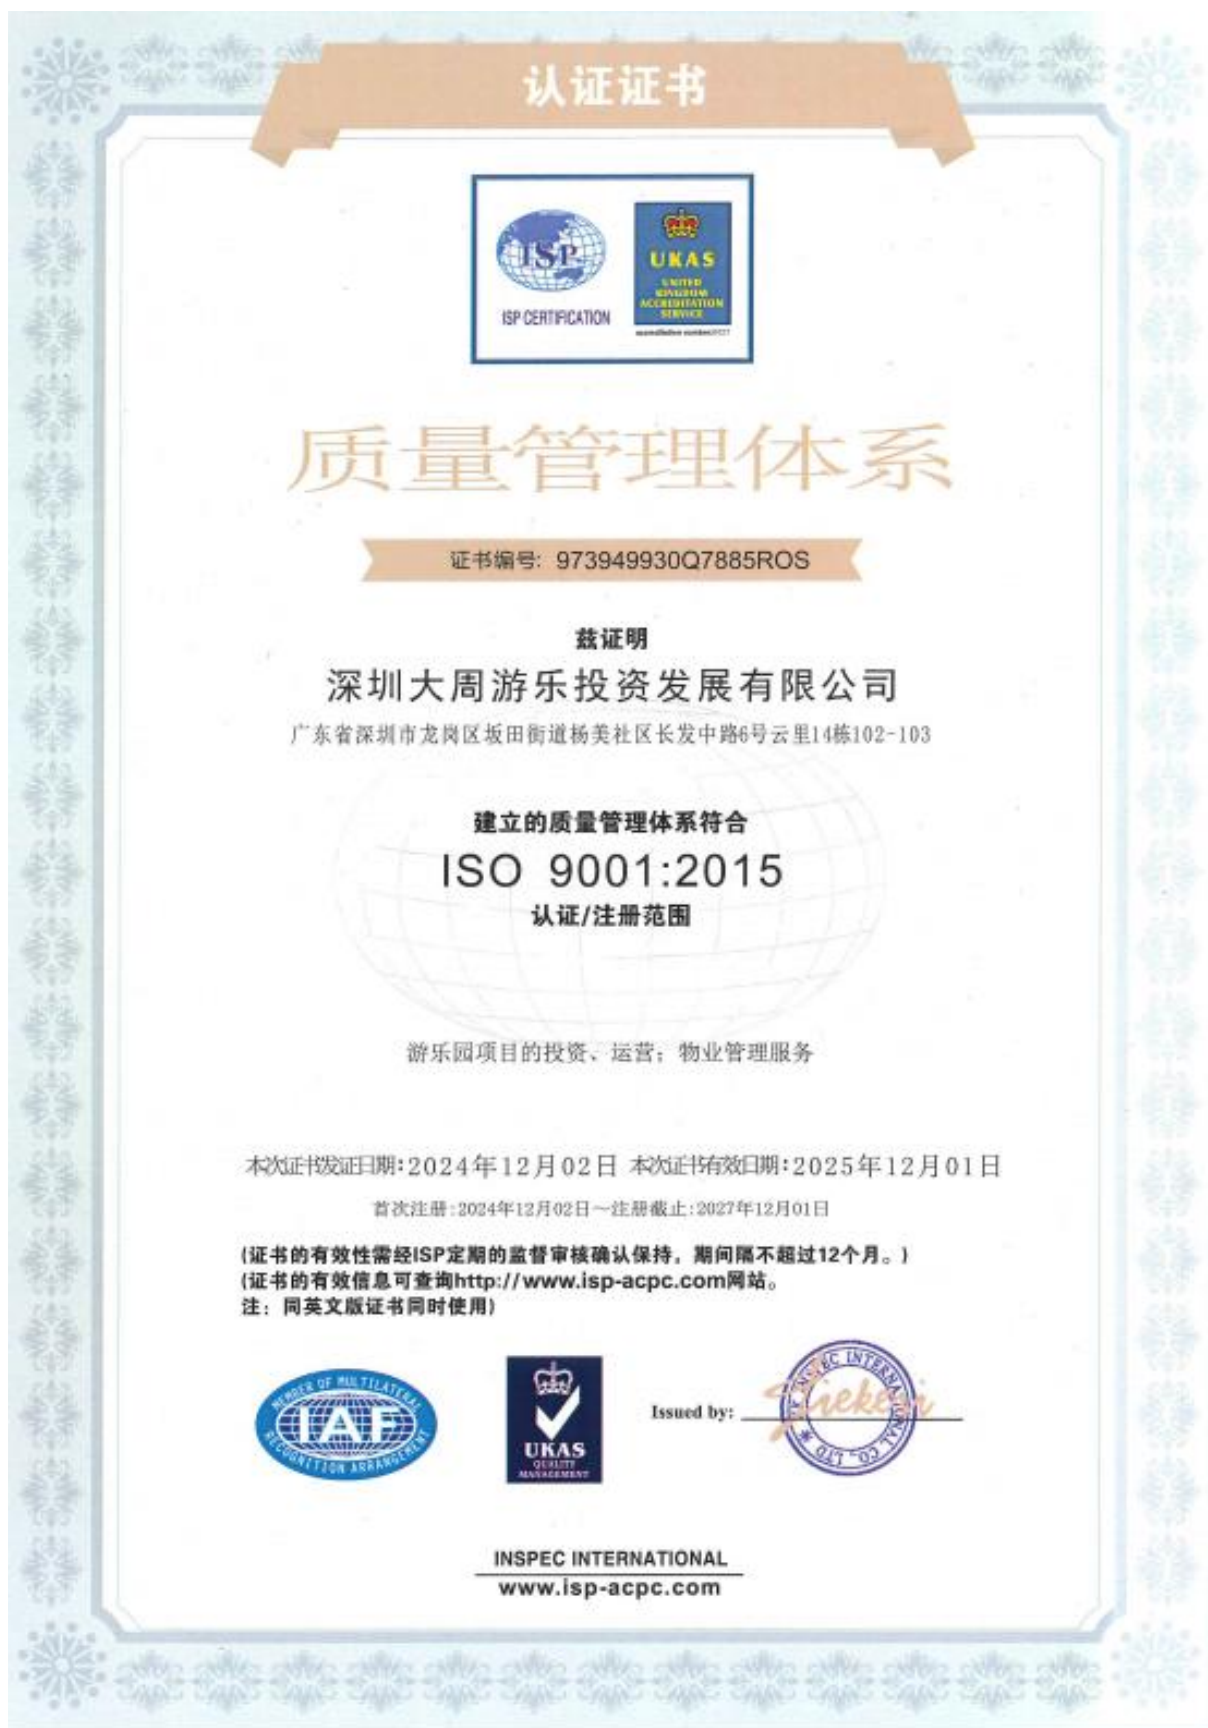 认证证书
ISP
ISP CERTIFICATION
UKAS
UNITED
KINGDOM
ACCREDITATION
SERVICE
质量管理体系
证书编号: 973949930Q7885ROS
兹证明
深圳大周游乐投资发展有限公司
广东省深圳市龙岗区坂田街道杨美社区长发中路6号云里14栋102-103
建立的质量管理体系符合
ISO 9001:2015
认证/注册范围
游乐园项目的投资、运营；物业管理服务
本次证书发证日期:2024年12月02日 本次证书有效日期:2025年12月01日
首次注册:2024年12月02日～注册截止:2027年12月01日
(证书的有效性需经ISP定期的监督审核确认保持，期间隔不超过12个月。)
(证书的有效信息可查询http://www.isp-acpc.com网站。
注：同英文版证书同时使用)
MEMBER OF MULTILATERAL
IAF
RECOGNITION ARRANGEMENT
UKAS
QUALITY
MANAGEMENT
Issued by:
INSPEC INTERNATIONAL CO., LTD
INSPEC INTERNATIONAL
www.isp-acpc.com